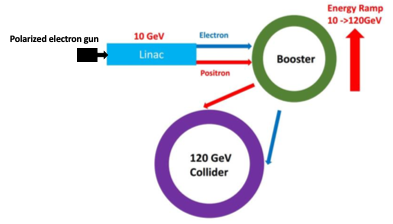 Polarized electron gun
10 GeV
Linac
Electron
Positron
Booster
Energy Ramp
10 ->120GeV
120 GeV
Collider